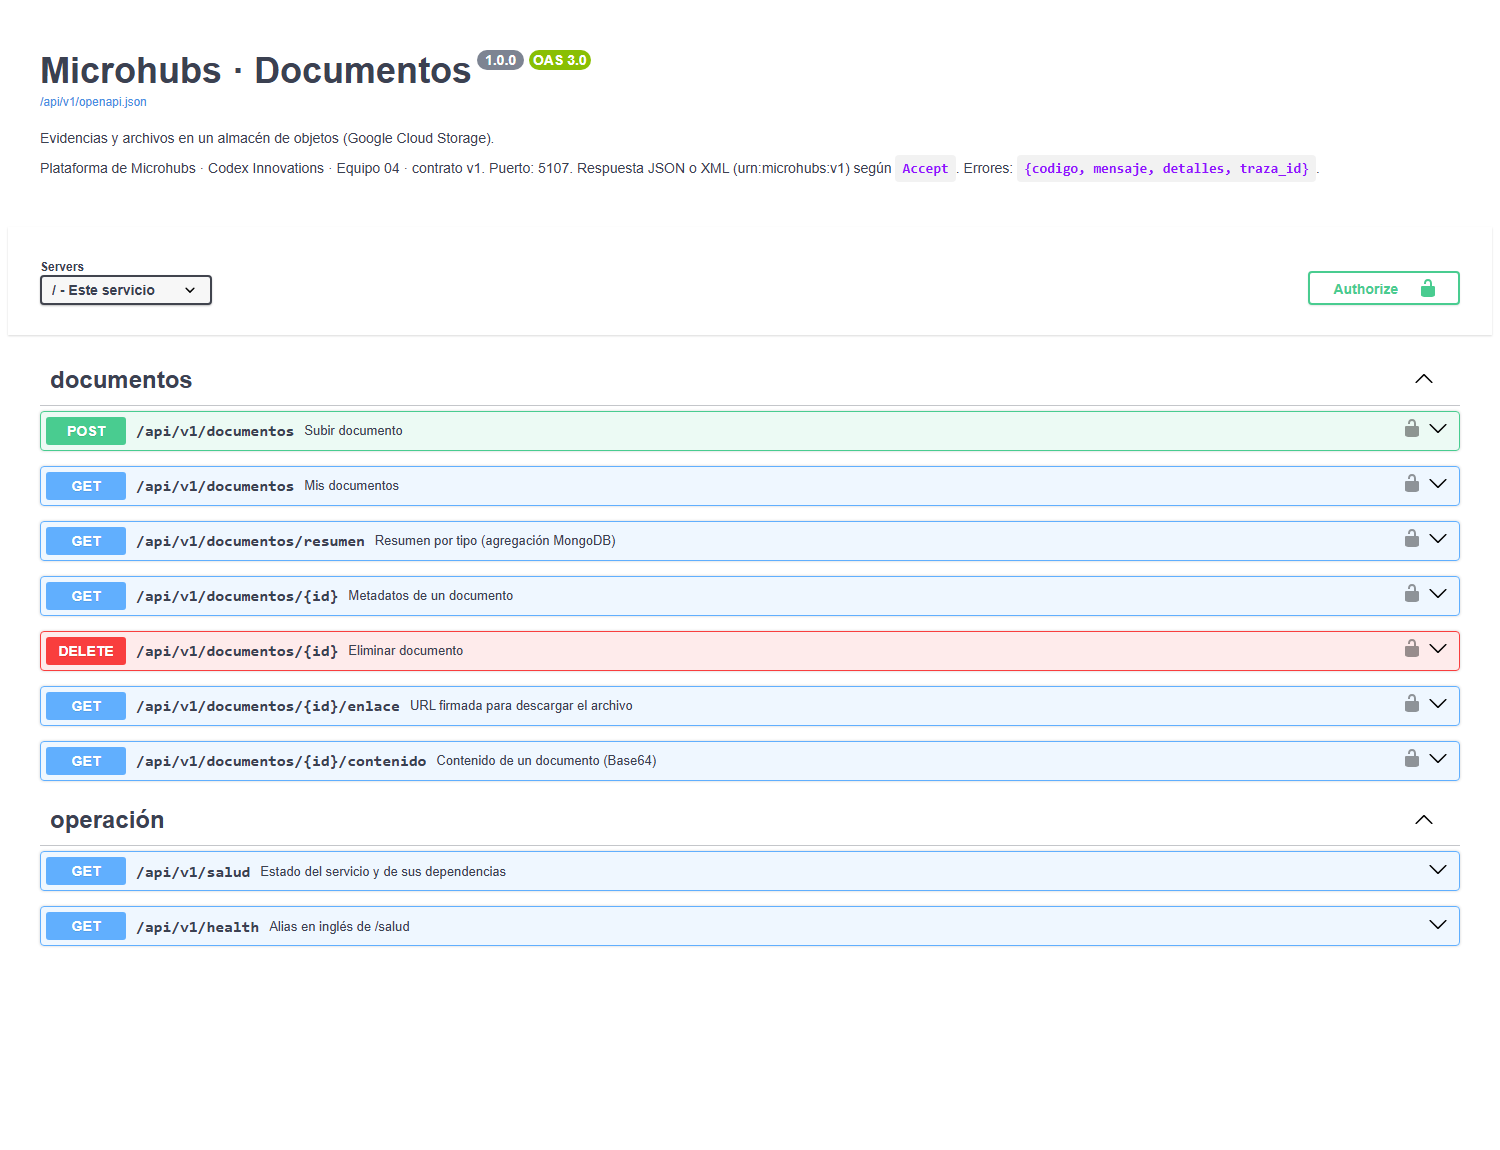 Microhubs · Documentos 1.0.0 OAS 3.0
/api/v1/openapi.json
Evidencias y archivos en un almacén de objetos (Google Cloud Storage).
Plataforma de Microhubs · Codex Innovations · Equipo 04 · contrato v1. Puerto: 5107. Respuesta JSON o XML (urn:microhubs:v1) según Accept. Errores: {codigo, mensaje, detalles, traza_id}.
Servers
/ - Este servicio
Authorize
documentos
POST /api/v1/documentos Subir documento
GET /api/v1/documentos Mis documentos
GET /api/v1/documentos/resumen Resumen por tipo (agregación MongoDB)
GET /api/v1/documentos/{id} Metadatos de un documento
DELETE /api/v1/documentos/{id} Eliminar documento
GET /api/v1/documentos/{id}/enlace URL firmada para descargar el archivo
GET /api/v1/documentos/{id}/contenido Contenido de un documento (Base64)
operación
GET /api/v1/salud Estado del servicio y de sus dependencias
GET /api/v1/health Alias en inglés de /salud